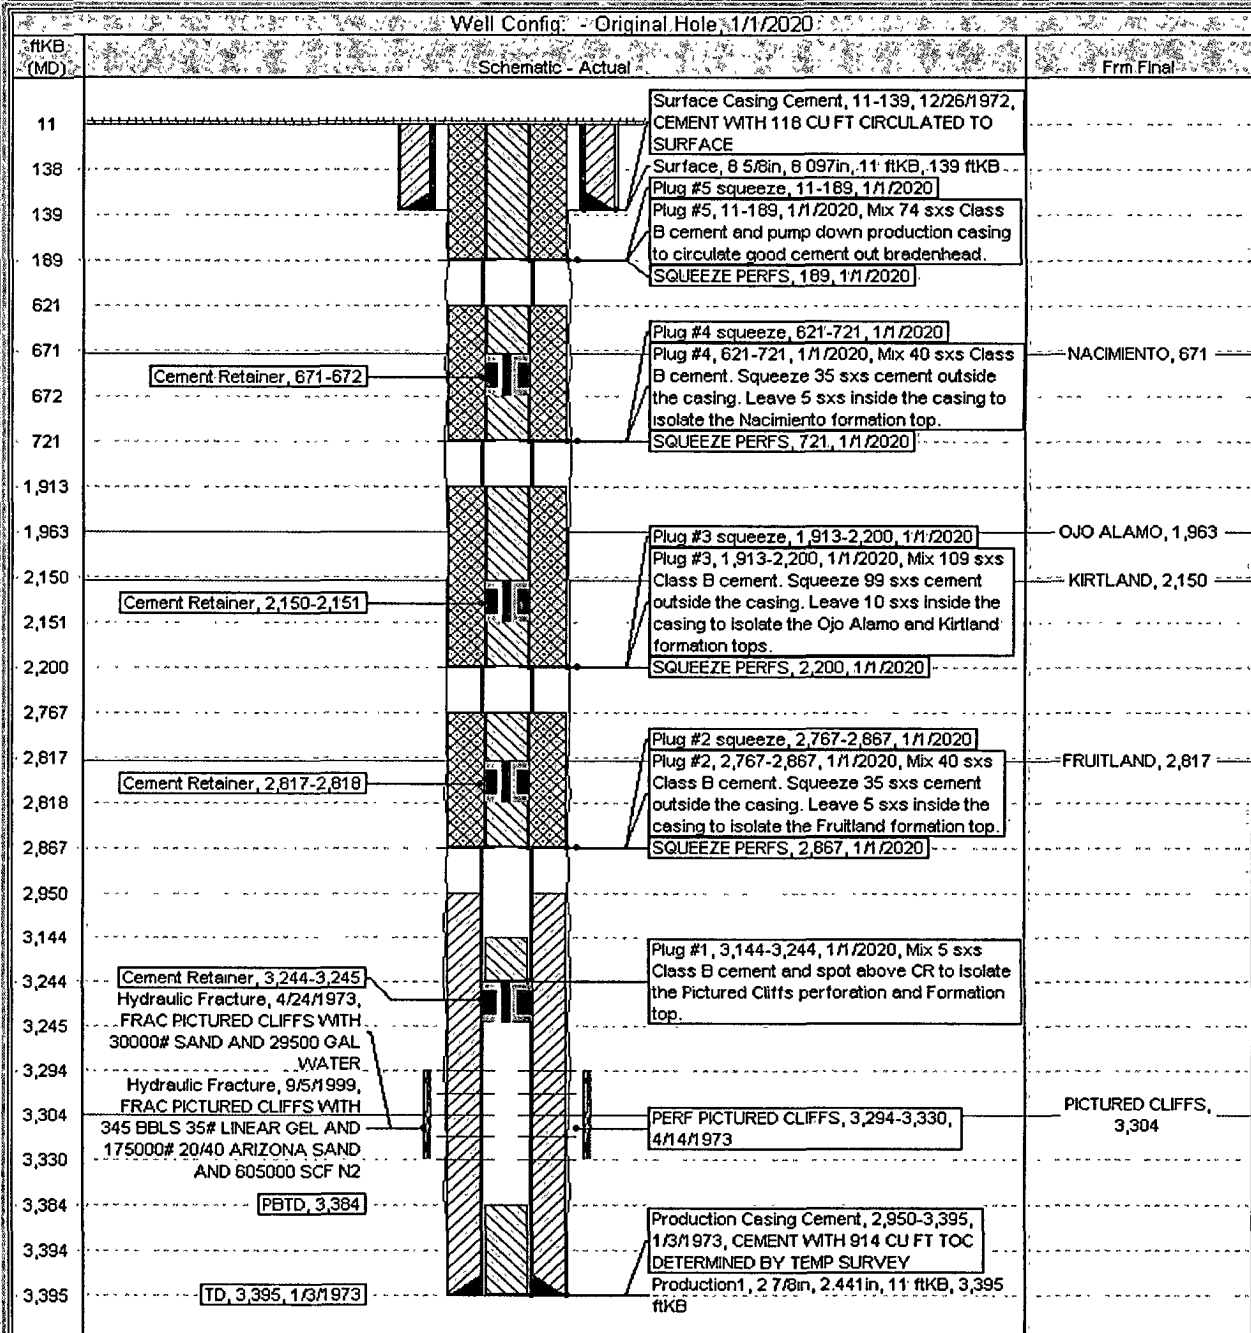 Well Config. - Original Hole, 1/1/2020
ftKB
(MD)
Schematic - Actual
Frm Final
11
138
139
189
621
671
672
721
1,913
1,963
2,150
2,151
2,200
2,767
2,817
2,818
2,867
2,950
3,144
3,244
3,245
3,294
3,304
3,330
3,384
3,394
3,395
Cement Retainer, 671-672
Cement Retainer, 2,150-2,151
Cement Retainer, 2,817-2,818
Cement Retainer, 3,244-3,245
Hydraulic Fracture, 4/24/1973,
FRAC PICTURED CLIFFS WITH
30000# SAND AND 29500 GAL
WATER
Hydraulic Fracture, 9/5/1999,
FRAC PICTURED CLIFFS WITH
345 BBLS 35# LINEAR GEL AND
175000# 20/40 ARIZONA SAND
AND 605000 SCF N2
PBTD, 3,384
TD, 3,395, 1/3/1973
Surface Casing Cement, 11-139, 12/26/1972,
CEMENT WITH 118 CU FT CIRCULATED TO
SURFACE
Surface, 8 5/8in, 8 097in, 11 ftKB, 139 ftKB
Plug #5 squeeze, 11-189, 1/1/2020
Plug #5, 11-189, 1/1/2020, Mix 74 sxs Class
B cement and pump down production casing
to circulate good cement out bradenhead.
SQUEEZE PERFS, 189, 1/1/2020
Plug #4 squeeze, 621-721, 1/1/2020
Plug #4, 621-721, 1/1/2020, Mix 40 sxs Class
B cement. Squeeze 35 sxs cement outside
the casing. Leave 5 sxs inside the casing to
isolate the Nacimiento formation top.
SQUEEZE PERFS, 721, 1/1/2020
Plug #3 squeeze, 1,913-2,200, 1/1/2020
Plug #3, 1,913-2,200, 1/1/2020, Mix 109 sxs
Class B cement. Squeeze 99 sxs cement
outside the casing. Leave 10 sxs inside the
casing to isolate the Ojo Alamo and Kirtland
formation tops.
SQUEEZE PERFS, 2,200, 1/1/2020
Plug #2 squeeze, 2,767-2,867, 1/1/2020
Plug #2, 2,767-2,867, 1/1/2020, Mix 40 sxs
Class B cement. Squeeze 35 sxs cement
outside the casing. Leave 5 sxs inside the
casing to isolate the Fruitland formation top.
SQUEEZE PERFS, 2,867, 1/1/2020
Plug #1, 3,144-3,244, 1/1/2020, Mix 5 sxs
Class B cement and spot above CR to isolate
the Pictured Cliffs perforation and Formation
top.
PERF PICTURED CLIFFS, 3,294-3,330,
4/14/1973
Production Casing Cement, 2,950-3,395,
1/3/1973, CEMENT WITH 914 CU FT TOC
DETERMINED BY TEMP SURVEY
Production1, 2 7/8in, 2.441in, 11 ftKB, 3,395
ftKB
NACIMIENTO, 671
OJO ALAMO, 1,963
KIRTLAND, 2,150
FRUITLAND, 2,817
PICTURED CLIFFS,
3,304